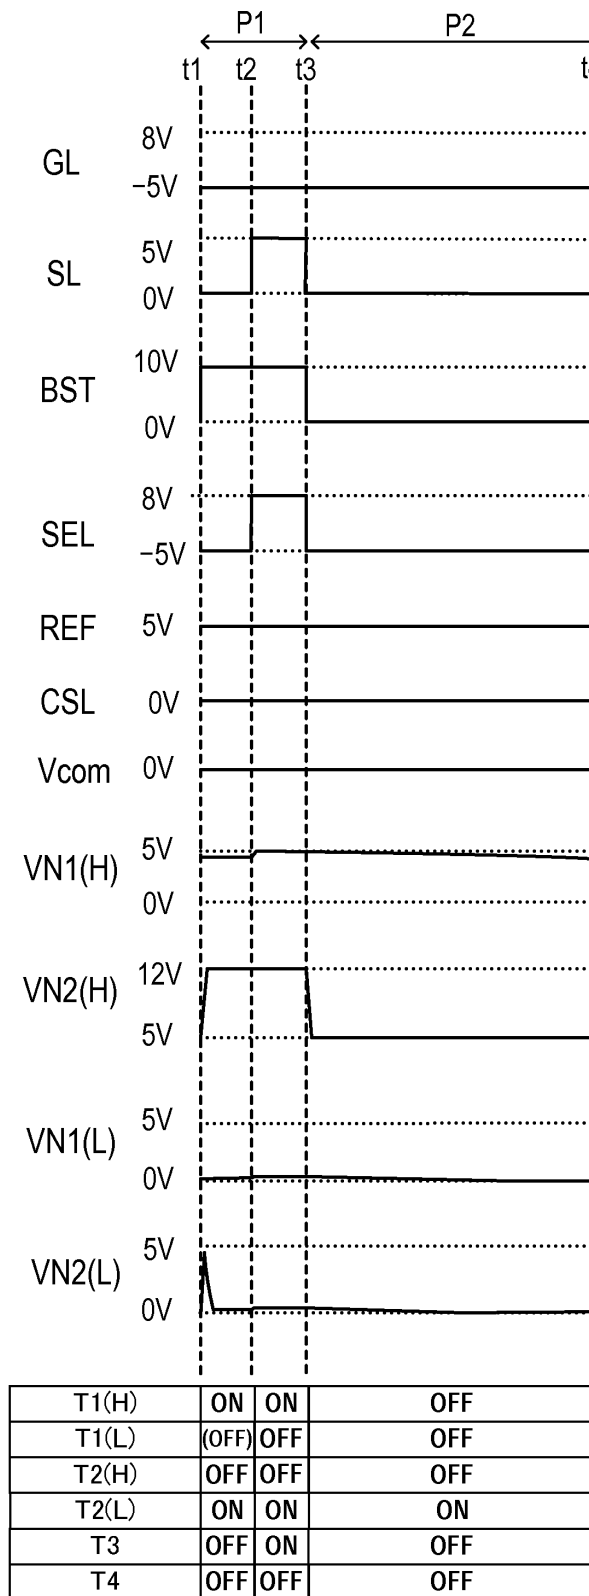 P1 P2
t1 t2 t3
8V
GL
−5V
5V
SL
0V
10V
BST
0V
8V
SEL
−5V
REF 5V
CSL 0V
Vcom 0V
5V
VN1(H)
0V
12V
VN2(H)
5V
5V
VN1(L)
0V
5V
VN2(L)
0V
T1(H) ON ON OFF
T1(L) (OFF) OFF OFF
T2(H) OFF OFF OFF
T2(L) ON ON ON
T3 OFF ON OFF
T4 OFF OFF OFF